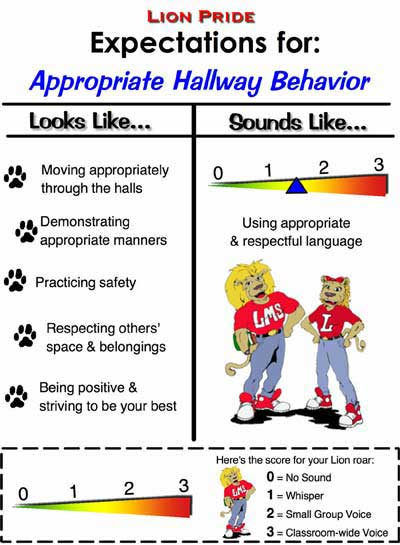 Lion Pride
Expectations for:
Appropriate Hallway Behavior
Looks Like...
Moving appropriately
through the halls
Demonstrating
appropriate manners
Practicing safety
Respecting others'
space & belongings
Being positive &
striving to be your best
Sounds Like...
0 1 2 3
Using appropriate
& respectful language
LMS
L
0 1 2 3
LMS
Here's the score for your Lion roar:
0 = No Sound
1 = Whisper
2 = Small Group Voice
3 = Classroom-wide Voice